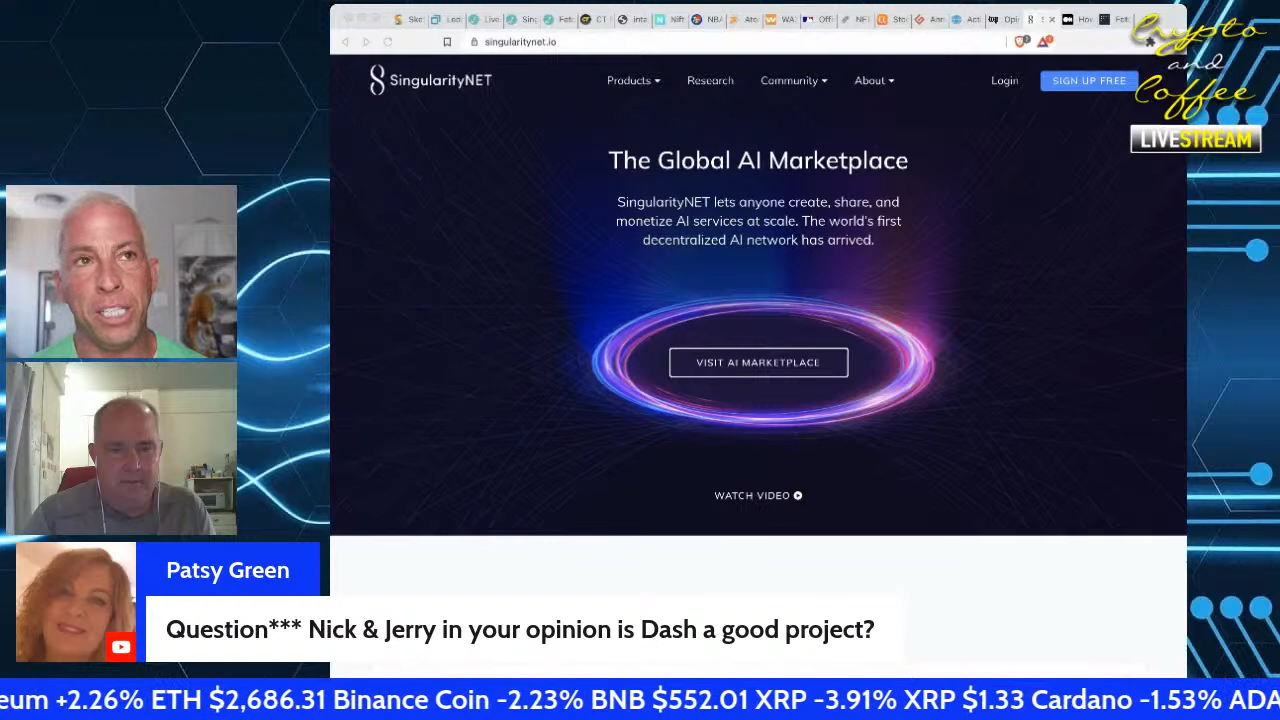 singularitynet.io
Crypto
and
Coffee
LIVESTREAM
SingularityNET
Products
Research
Community
About
Login
SIGN UP FREE
The Global AI Marketplace
SingularityNET lets anyone create, share, and
monetize AI services at scale. The world's first
decentralized AI network has arrived.
VISIT AI MARKETPLACE
WATCH VIDEO
Patsy Green
Question*** Nick & Jerry in your opinion is Dash a good project?
eum +2.26% ETH $2,686.31 Binance Coin -2.23% BNB $552.01 XRP -3.91% XRP $1.33 Cardano -1.53% ADA